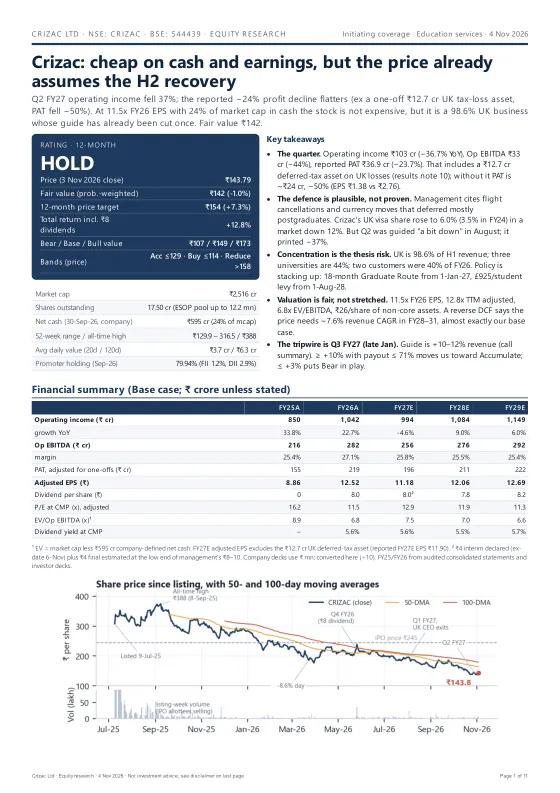 CRIZAC LTD · NSE: CRIZAC · BSE: 544439 · EQUITY RESEARCH
Initiating coverage · Education services · 4 Nov 2026
Crizac: cheap on cash and earnings, but the price already
assumes the H2 recovery
Q2 FY27 operating income fell 37%; the reported ~24% profit decline flatters (ex a one-off ₹12.7 cr UK tax-loss asset,
PAT fell ~50%). At 11.5x FY26 EPS with 24% of market cap in cash the stock is not expensive, but it is a 98.6% UK business
whose guide has already been cut once. Fair value ₹142.
RATING · 12-MONTH
HOLD
Price (3 Nov 2026 close) ₹143.79
Fair value (prob.-weighted) ₹142 (-1.0%)
12-month price target ₹154 (+7.3%)
Total return incl. ₹8
dividends +12.8%
Bear / Base / Bull value ₹107 / ₹149 / ₹173
Bands (price) Acc ≤129 · Buy ≤114 · Reduce
>158
Market cap ₹2,516 cr
Shares outstanding 17.50 cr (ESOP pool up to 12.2 mn)
Net cash (30-Sep-26, company) ₹595 cr (24% of mcap)
52-week range / all-time high ₹129.9 – 316.5 / ₹388
Avg daily value (20d / 120d) ₹3.7 cr / ₹6.3 cr
Promoter holding (Sep-26) 79.94% (FII 1.2%, DII 2.9%)
Key takeaways
• The quarter. Operating income ₹103 cr (−36.7% YoY), Op EBITDA ₹33
cr (−44%), reported PAT ₹36.9 cr (−23.7%). That includes a ₹12.7 cr
deferred-tax asset on UK losses (results note 10); without it PAT is
~₹24 cr, ~50% (EPS ₹1.38 vs ₹2.76).
• The defence is plausible, not proven. Management cites flight
cancellations and currency moves that deferred mostly
postgraduates. Crizac's UK visa share rose to 6.0% (3.5% in FY24) in a
market down 12%. But Q2 was guided "a bit down" in August; it
printed −37%.
• Concentration is the thesis risk. UK is 98.6% of H1 revenue; three
universities are 44%; two customers were 40% of FY26. Policy is
stacking up: 18-month Graduate Route from 1-Jan-27, £925/student
levy from 1-Aug-28.
• Valuation is fair, not stretched. 11.5x FY26 EPS, 12.8x TTM adjusted,
6.8x EV/EBITDA, ₹26/share of non-core assets. A reverse DCF says the
price needs ~7.6% revenue CAGR in FY28–31, almost exactly our base
case.
• The tripwire is Q3 FY27 (late Jan). Guide is +10–12% revenue (call
summary). ≥ +10% with payout ≤ 71% moves us toward Accumulate;
≤ +3% puts Bear in play.
Financial summary (Base case; ₹ crore unless stated)
FY25A FY26A FY27E FY28E FY29E
Operating income (₹ cr) 850 1,042 994 1,084 1,149
growth YoY 33.8% 22.7% -4.6% 9.0% 6.0%
Op EBITDA (₹ cr) 216 282 256 276 292
margin 25.4% 27.1% 25.8% 25.5% 25.4%
PAT, adjusted for one-offs (₹ cr) 155 219 196 211 222
Adjusted EPS (₹) 8.86 12.52 11.18 12.06 12.69
Dividend per share (₹) 0 8.0 8.0² 7.8 8.2
P/E at CMP (x), adjusted 16.2 11.5 12.9 11.9 11.3
EV/Op EBITDA (x)¹ 8.9 6.8 7.5 7.0 6.6
Dividend yield at CMP – 5.6% 5.6% 5.5% 5.7%
¹ EV = market cap less ₹595 cr company-defined net cash. FY27E adjusted EPS excludes the ₹12.7 cr UK deferred-tax asset (reported FY27E EPS ₹11.90). ² ₹4 interim declared (ex-
date 6-Nov) plus ₹4 final estimated at the low end of management's ₹8–10. Company decks use ₹ mn; converted here (÷10). FY25/FY26 from audited consolidated statements and
investor decks.
Share price since listing, with 50- and 100-day moving averages
All-time high
₹388 (8-Sep-25)
CRIZAC (close) 50-DMA 100-DMA
Q4 FY26
(₹8 dividend)
Q1 FY27,
UK CEO exits
IPO price ₹245
Q2 FY27
Listed 9-Jul-25
-8.6% day
₹143.8
₹ per share
400
300
200
100
listing-week volume
(IPO allottees selling)
Vol (lakh)
50
0
Jul-25 Sep-25 Nov-25 Jan-26 Mar-26 May-26 Jul-26 Sep-26 Nov-26
Crizac Ltd · Equity research · 4 Nov 2026 · Not investment advice, see disclaimer on last page
Page 1 of 11